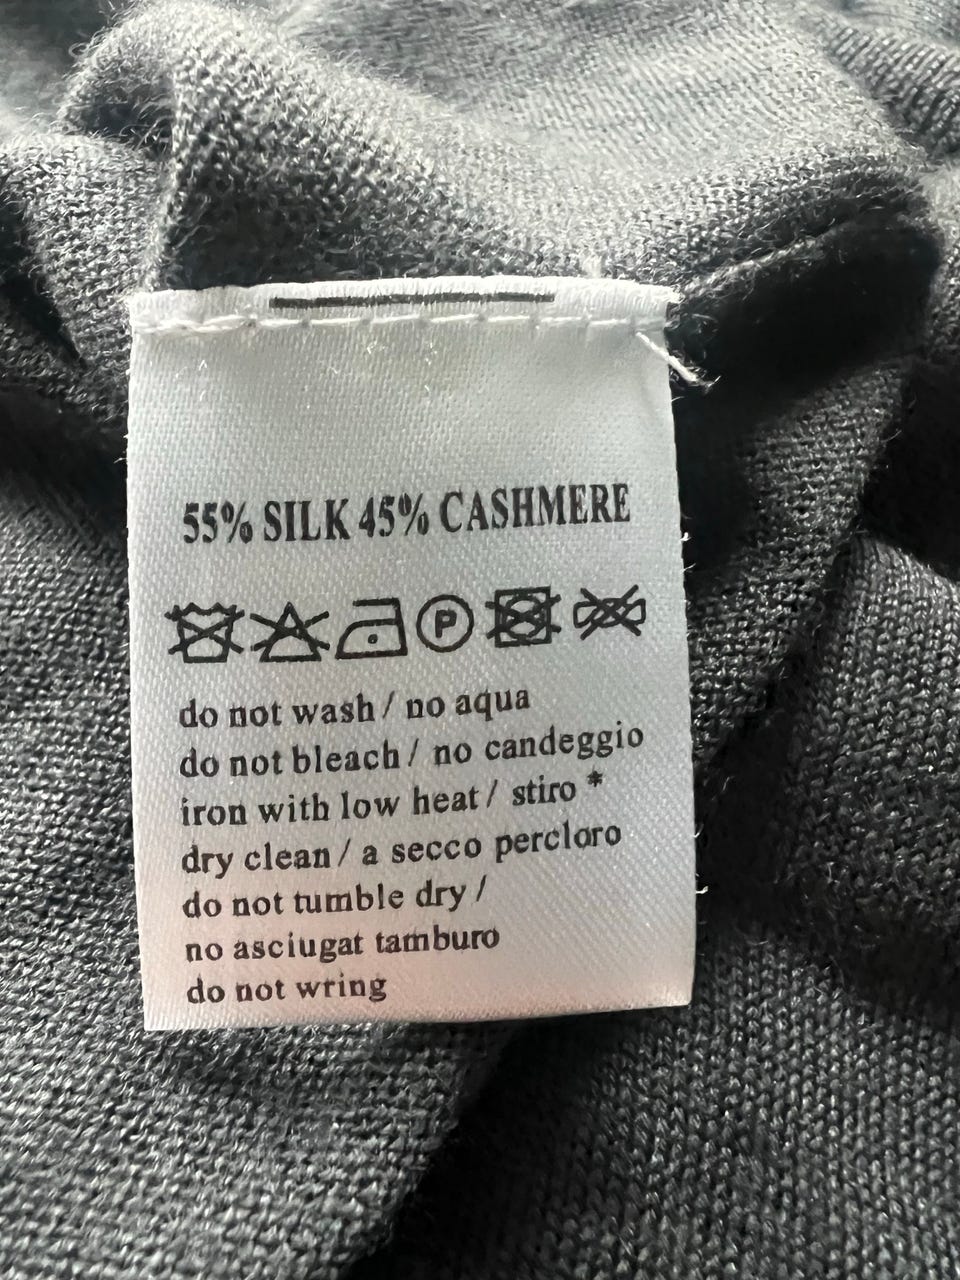 55% SILK 45% CASHMERE
P
do not wash / no aqua
do not bleach / no candeggio
iron with low heat / stiro *
dry clean / a secco percloro
do not tumble dry /
no asciugat tamburo
do not wring